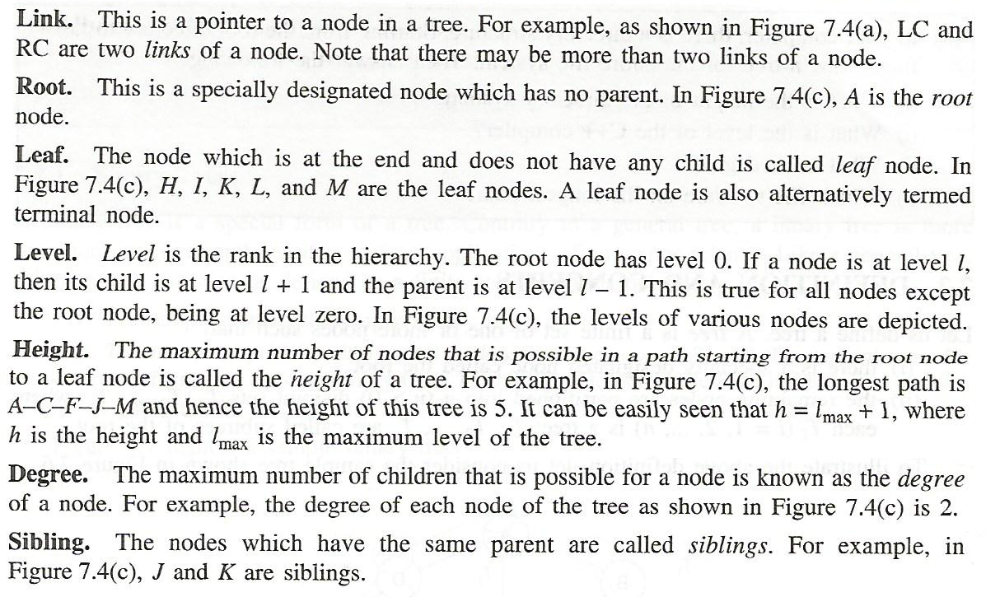 Link. This is a pointer to a node in a tree. For example, as shown in Figure 7.4(a), LC and
RC are two links of a node. Note that there may be more than two links of a node.
Root. This is a specially designated node which has no parent. In Figure 7.4(c), A is the root
node.
Leaf. The node which is at the end and does not have any child is called leaf node. In
Figure 7.4(c), H, I, K, L, and M are the leaf nodes. A leaf node is also alternatively termed
terminal node.
Level. Level is the rank in the hierarchy. The root node has level 0. If a node is at level l,
then its child is at level l + 1 and the parent is at level l – 1. This is true for all nodes except
the root node, being at level zero. In Figure 7.4(c), the levels of various nodes are depicted.
Height. The maximum number of nodes that is possible in a path starting from the root node
to a leaf node is called the height of a tree. For example, in Figure 7.4(c), the longest path is
A–C–F–J–M and hence the height of this tree is 5. It can be easily seen that h = lmax + 1, where
h is the height and lmax is the maximum level of the tree.
Degree. The maximum number of children that is possible for a node is known as the degree
of a node. For example, the degree of each node of the tree as shown in Figure 7.4(c) is 2.
Sibling. The nodes which have the same parent are called siblings. For example, in
Figure 7.4(c), J and K are siblings.